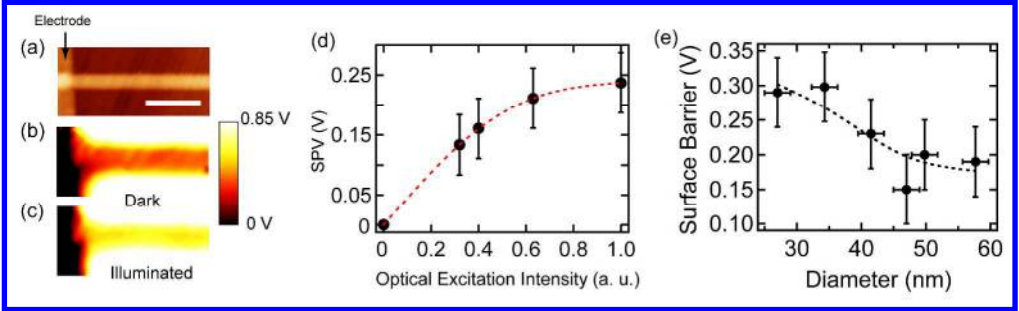 Electrode
(a)
(b)
Dark
(c)
Illuminated
0.85 V
0 V
(d)
SPV (V)
0.25
0.15
0.05
0
0.0 0.2 0.4 0.6 0.8 1.0
Optical Excitation Intensity (a. u.)
(e)
Surface Barrier (V)
0.35
0.30
0.25
0.20
0.15
0.10
30 40 50 60
Diameter (nm)